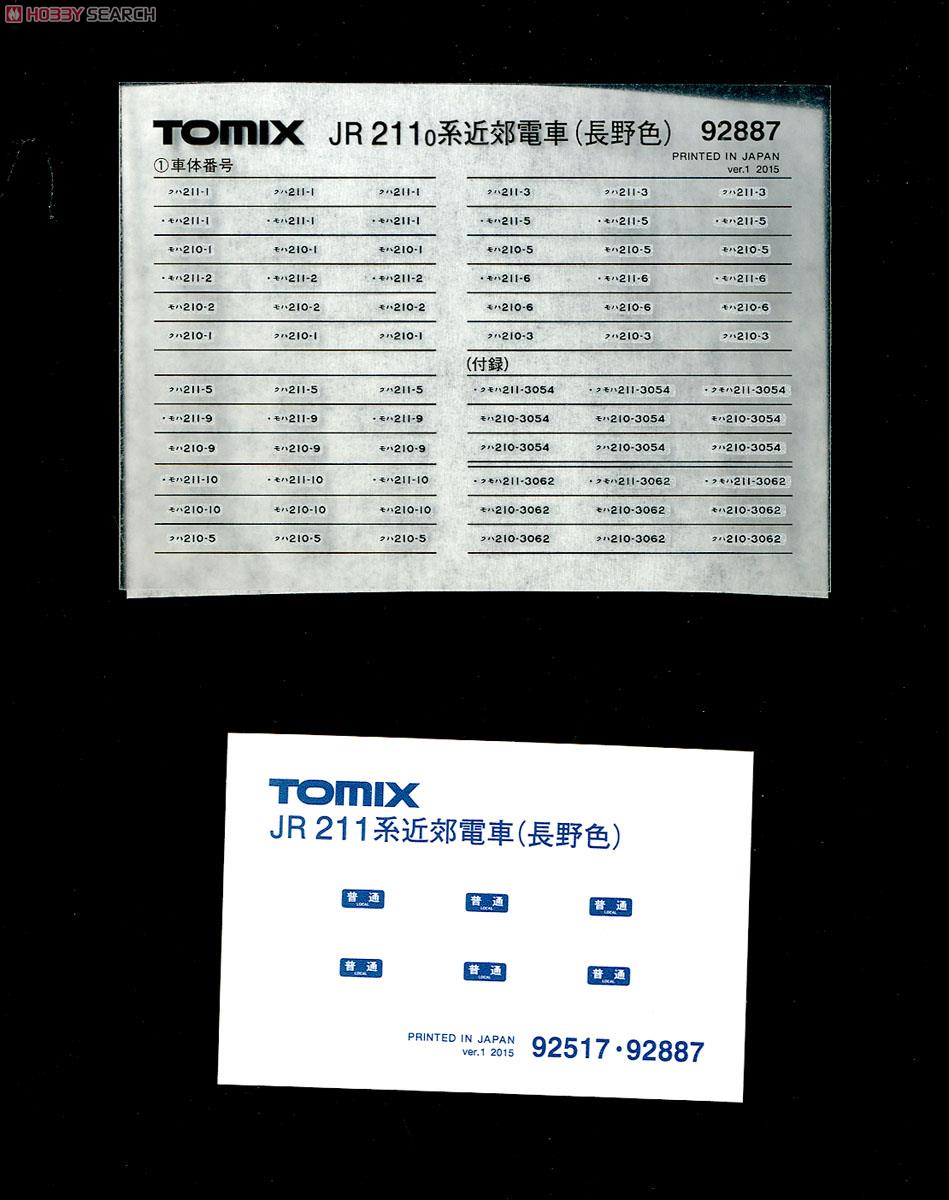 HOBBY SEARCH
TOMIX JR 211₀系近郊電車(長野色) 92887
PRINTED IN JAPAN
ver.1 2015
①車体番号
クハ211-1 クハ211-1 クハ211-1
・モハ211-1 ・モハ211-1 ・モハ211-1
モハ210-1 モハ210-1 モハ210-1
・モハ211-2 ・モハ211-2 ・モハ211-2
モハ210-2 モハ210-2 モハ210-2
クハ210-1 クハ210-1 クハ210-1
クハ211-5 クハ211-5 クハ211-5
・モハ211-9 ・モハ211-9 ・モハ211-9
モハ210-9 モハ210-9 モハ210-9
・モハ211-10 ・モハ211-10 ・モハ211-10
モハ210-10 モハ210-10 モハ210-10
クハ210-5 クハ210-5 クハ210-5
クハ211-3 クハ211-3 クハ211-3
・モハ211-5 ・モハ211-5 ・モハ211-5
モハ210-5 モハ210-5 モハ210-5
・モハ211-6 ・モハ211-6 ・モハ211-6
モハ210-6 モハ210-6 モハ210-6
クハ210-3 クハ210-3 クハ210-3
(付録)
・クモハ211-3054 ・クモハ211-3054 ・クモハ211-3054
モハ210-3054 モハ210-3054 モハ210-3054
クハ210-3054 クハ210-3054 クハ210-3054
・クモハ211-3062 ・クモハ211-3062 ・クモハ211-3062
モハ210-3062 モハ210-3062 モハ210-3062
クハ210-3062 クハ210-3062 クハ210-3062
TOMIX
JR 211系近郊電車(長野色)
普通 普通 普通
LOCAL LOCAL LOCAL
普通 普通 普通
LOCAL LOCAL LOCAL
PRINTED IN JAPAN
ver.1 2015
92517・92887